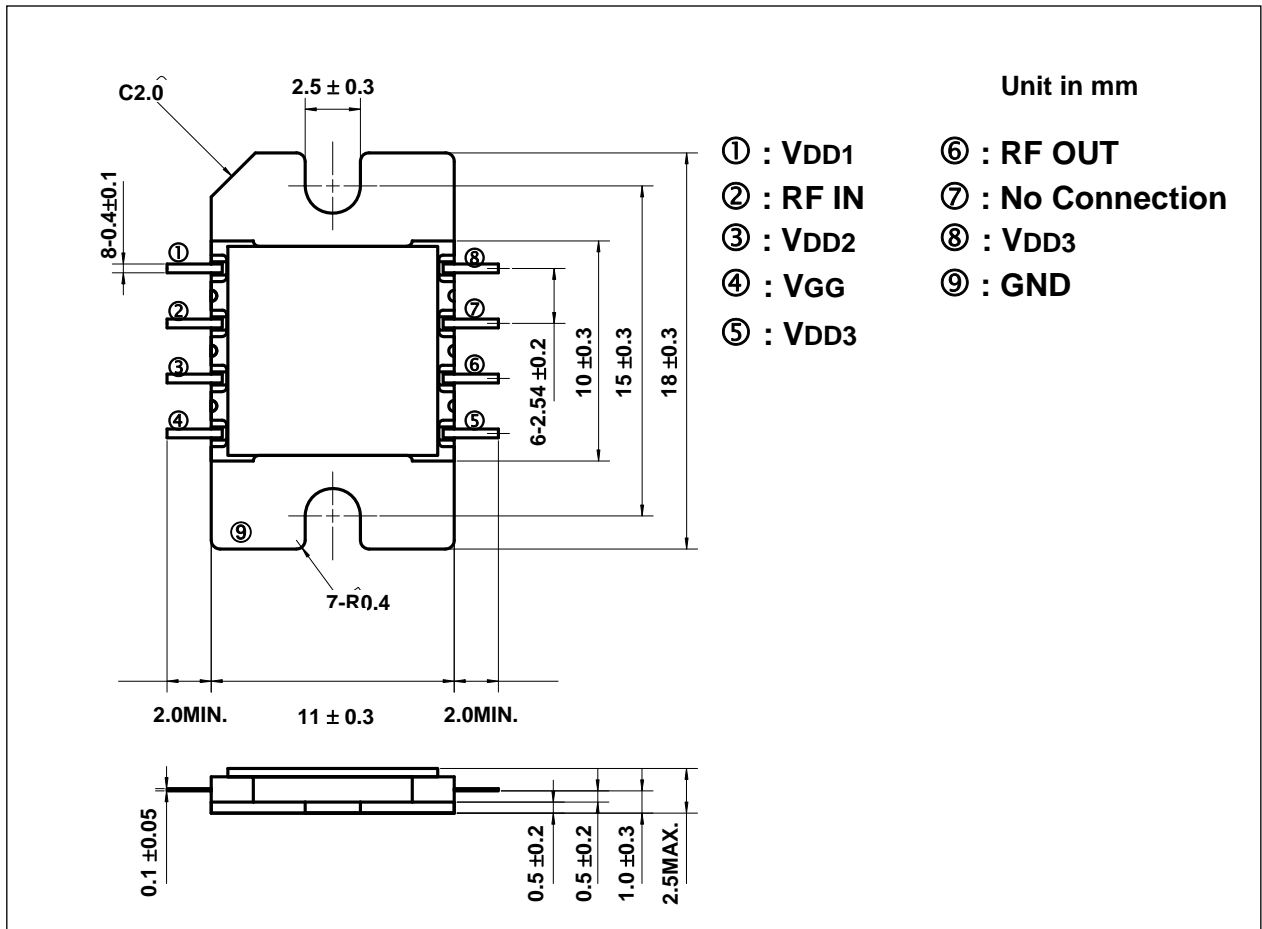 C2.0
2.5 ± 0.3
Unit in mm
① : VDD1
② : RF IN
③ : VDD2
④ : VGG
⑤ : VDD3
⑥ : RF OUT
⑦ : No Connection
⑧ : VDD3
⑨ : GND
8-0.4±0.1
①
②
③
④
⑧
⑦
⑥
⑤
⑨
6-2.54 ±0.2
10 ±0.3
15 ±0.3
18 ±0.3
7-R0.4
2.0MIN.
11 ± 0.3
2.0MIN.
0.1 ±0.05
0.5 ±0.2
0.5 ±0.2
1.0 ±0.3
2.5MAX.